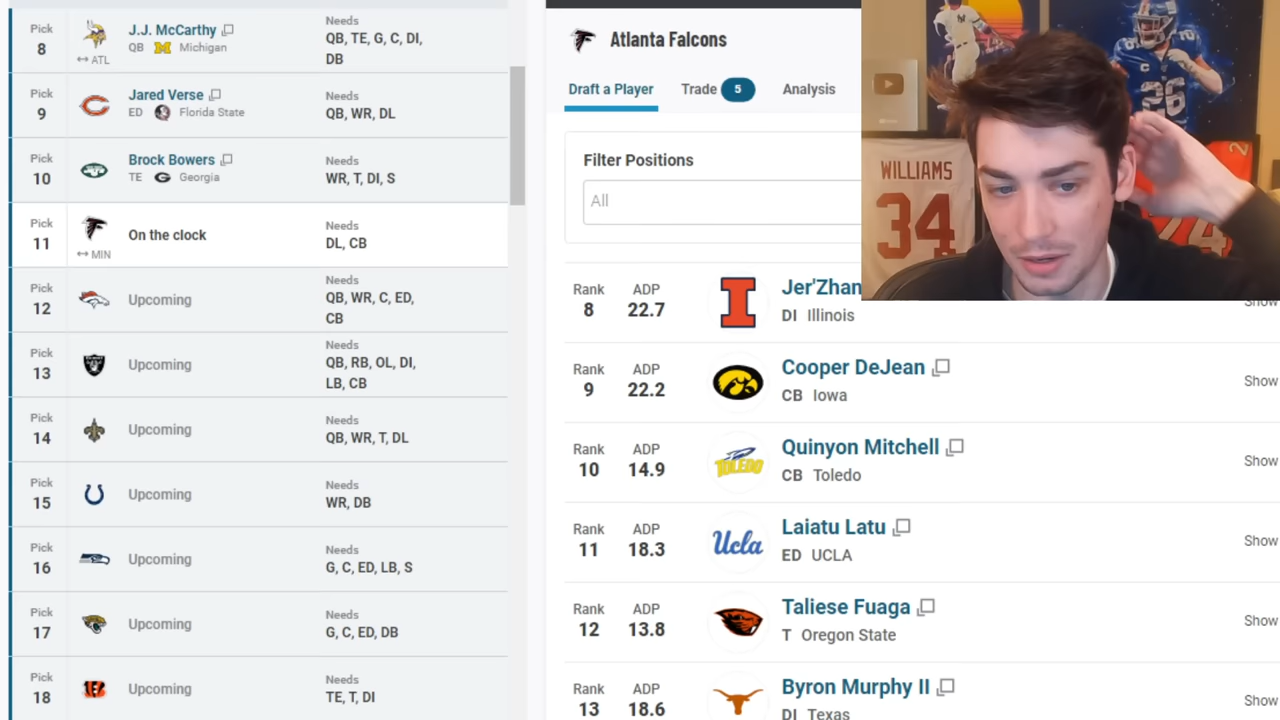 Pick 8
J.J. McCarthy
QB Michigan
↔ ATL
Needs
QB, TE, G, C, DI,
DB
Pick 9
Jared Verse
ED Florida State
Needs
QB, WR, DL
Pick 10
Brock Bowers
TE Georgia
Needs
WR, T, DI, S
Pick 11
↔ MIN
On the clock
Needs
DL, CB
Pick 12
Upcoming
Needs
QB, WR, C, ED,
CB
Pick 13
Upcoming
Needs
QB, RB, OL, DI,
LB, CB
Pick 14
Upcoming
Needs
QB, WR, T, DL
Pick 15
Upcoming
Needs
WR, DB
Pick 16
Upcoming
Needs
G, C, ED, LB, S
Pick 17
Upcoming
Needs
G, C, ED, DB
Pick 18
Upcoming
Needs
TE, T, DI
Atlanta Falcons
Draft a Player Trade 5 Analysis
Filter Positions
All
Rank 8
ADP 22.7
Jer'Zhan
DI Illinois
Show
Rank 9
ADP 22.2
Cooper DeJean
CB Iowa
Show
Rank 10
ADP 14.9
TOLEDO
Quinyon Mitchell
CB Toledo
Show
Rank 11
ADP 18.3
Ucla
Laiatu Latu
ED UCLA
Show
Rank 12
ADP 13.8
Taliese Fuaga
T Oregon State
Show
Rank 13
ADP 18.6
Byron Murphy II
DI Texas
Show
26
WILLIAMS
34